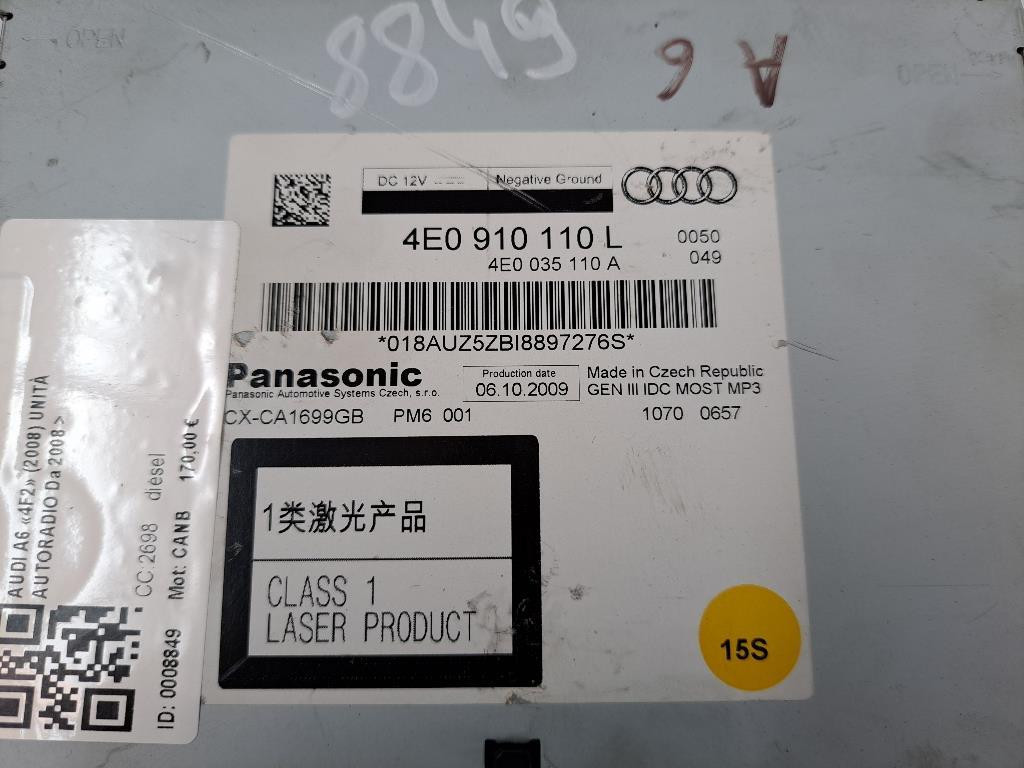 8849
A 6
DC 12V
Negative Ground
4E0 910 110 L
0050
4E0 035 110 A
049
*018AUZ5ZBI8897276S*
Panasonic
Panasonic Automotive Systems Czech, s.r.o.
Production date
06.10.2009
Made in Czech Republic
GEN III IDC MOST MP3
CX-CA1699GB
PM6 001
1070 0657
1类激光产品
CLASS 1
LASER PRODUCT
15S
AUDI A6 «4F2» (2008) UNITÀ
AUTORADIO Da 2008 >
CC:2698 diésel
ID: 0008849 Mot: CANB 170,00 €